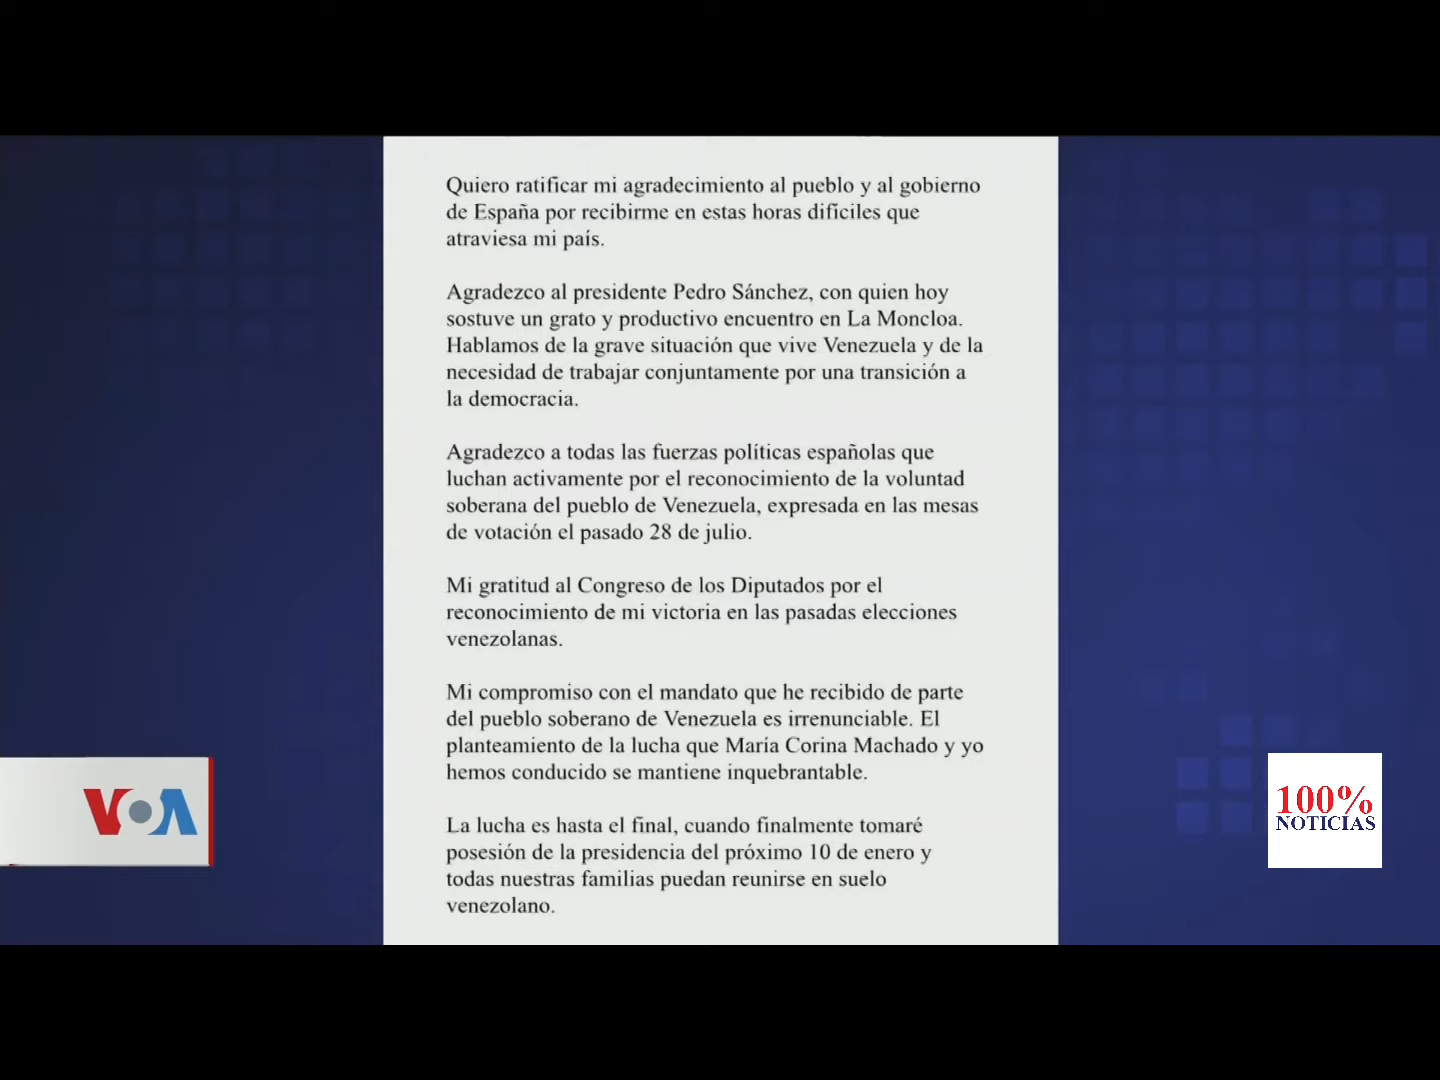 Quiero ratificar mi agradecimiento al pueblo y al gobierno
de España por recibirme en estas horas difíciles que
atraviesa mi país.
Agradezco al presidente Pedro Sánchez, con quien hoy
sostuve un grato y productivo encuentro en La Moncloa.
Hablamos de la grave situación que vive Venezuela y de la
necesidad de trabajar conjuntamente por una transición a
la democracia.
Agradezco a todas las fuerzas políticas españolas que
luchan activamente por el reconocimiento de la voluntad
soberana del pueblo de Venezuela, expresada en las mesas
de votación el pasado 28 de julio.
Mi gratitud al Congreso de los Diputados por el
reconocimiento de mi victoria en las pasadas elecciones
venezolanas.
Mi compromiso con el mandato que he recibido de parte
del pueblo soberano de Venezuela es irrenunciable. El
planteamiento de la lucha que María Corina Machado y yo
hemos conducido se mantiene inquebrantable.
La lucha es hasta el final, cuando finalmente tomaré
posesión de la presidencia del próximo 10 de enero y
todas nuestras familias puedan reunirse en suelo
venezolano.
VOA
100%
NOTICIAS